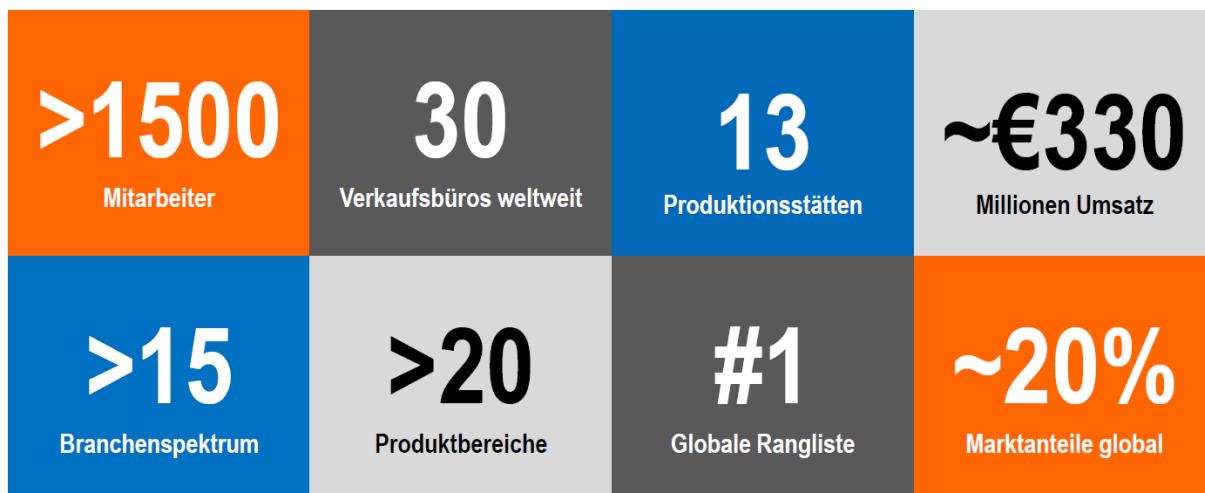 >1500
Mitarbeiter
30
Verkaufsbüros weltweit
13
Produktionsstätten
~€330
Millionen Umsatz
>15
Branchenspektrum
>20
Produktbereiche
#1
Globale Rangliste
~20%
Marktanteile global